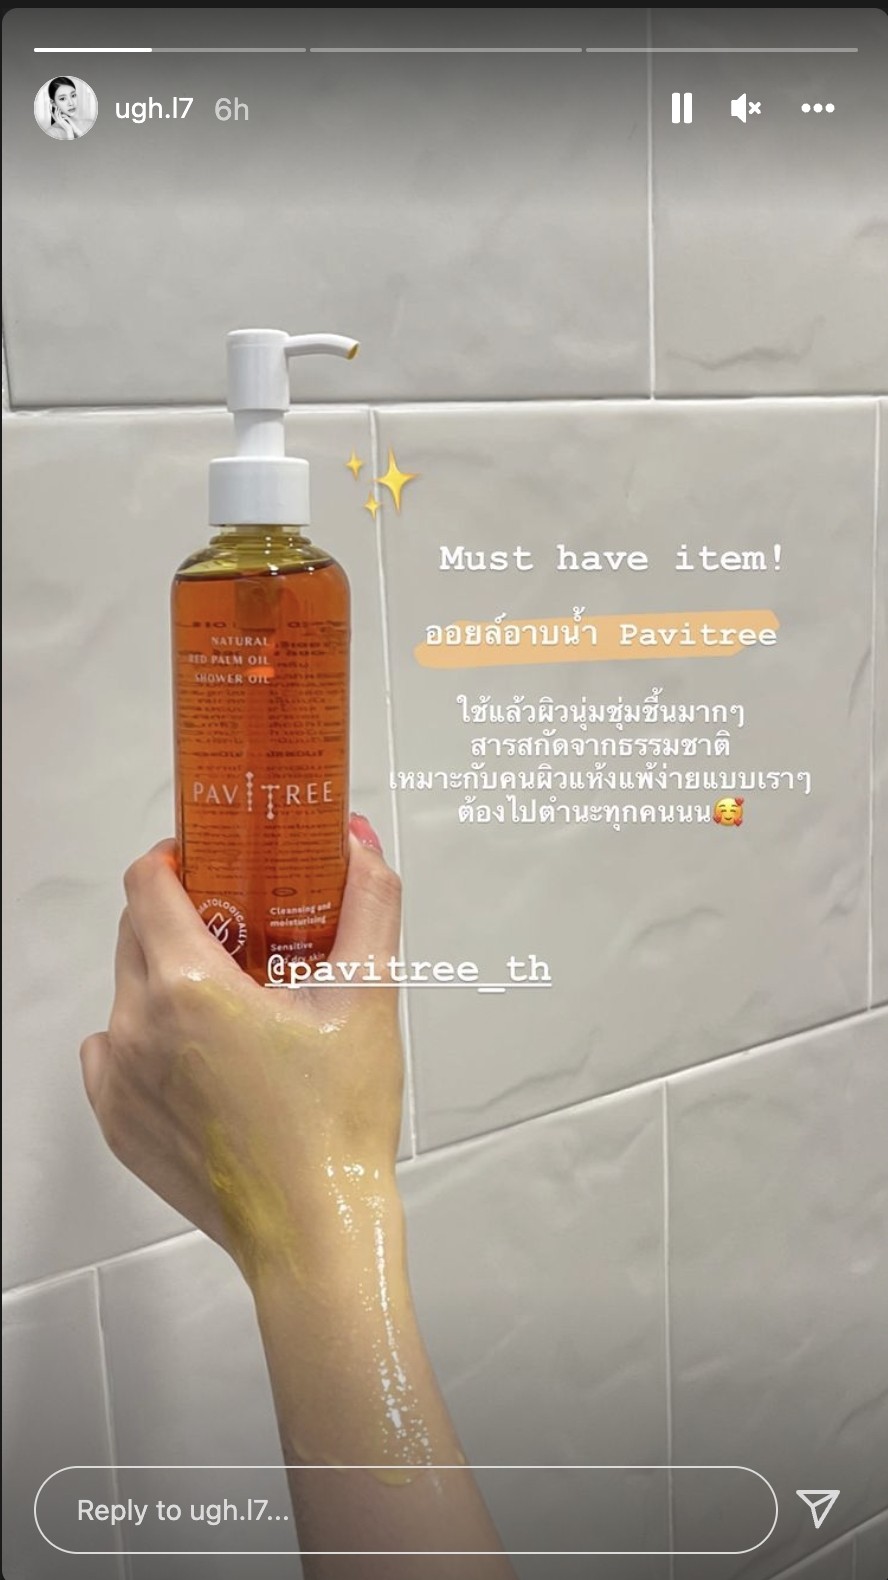 ugh.l7 6h
Must have item!
ออยล์อาบน้ำ Pavitree
ใช้แล้วผิวนุ่มชุ่มชื้นมากๆ
สารสกัดจากธรรมชาติ
เหมาะกับคนผิวแห้งแพ้ง่ายแบบเราๆ
ต้องไปตำนะทุกคนนน🥰
NATURAL
RED PALM OIL
SHOWER OIL
PAVITREE
Cleansing and
moisturizing
Sensitive
dry skin
@pavitree_th
Reply to ugh.l7...